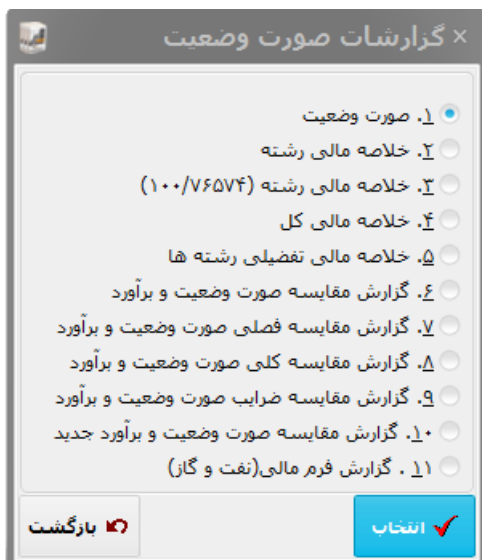 × گزارشات صورت وضعیت
۱. صورت وضعیت
۲. خلاصه مالی رشته
۳. خلاصه مالی رشته (۱۰۰/۷۶۵۷۴)
۴. خلاصه مالی کل
۵. خلاصه مالی تفضیلی رشته ها
۶. گزارش مقایسه صورت وضعیت و برآورد
۷. گزارش مقایسه فصلی صورت وضعیت و برآورد
۸. گزارش مقایسه کلی صورت وضعیت و برآورد
۹. گزارش مقایسه ضرایب صورت وضعیت و برآورد
۱۰. گزارش مقایسه صورت وضعیت و برآورد جدید
۱۱ . گزارش فرم مالی(نفت و گاز)
انتخاب
بازگشت